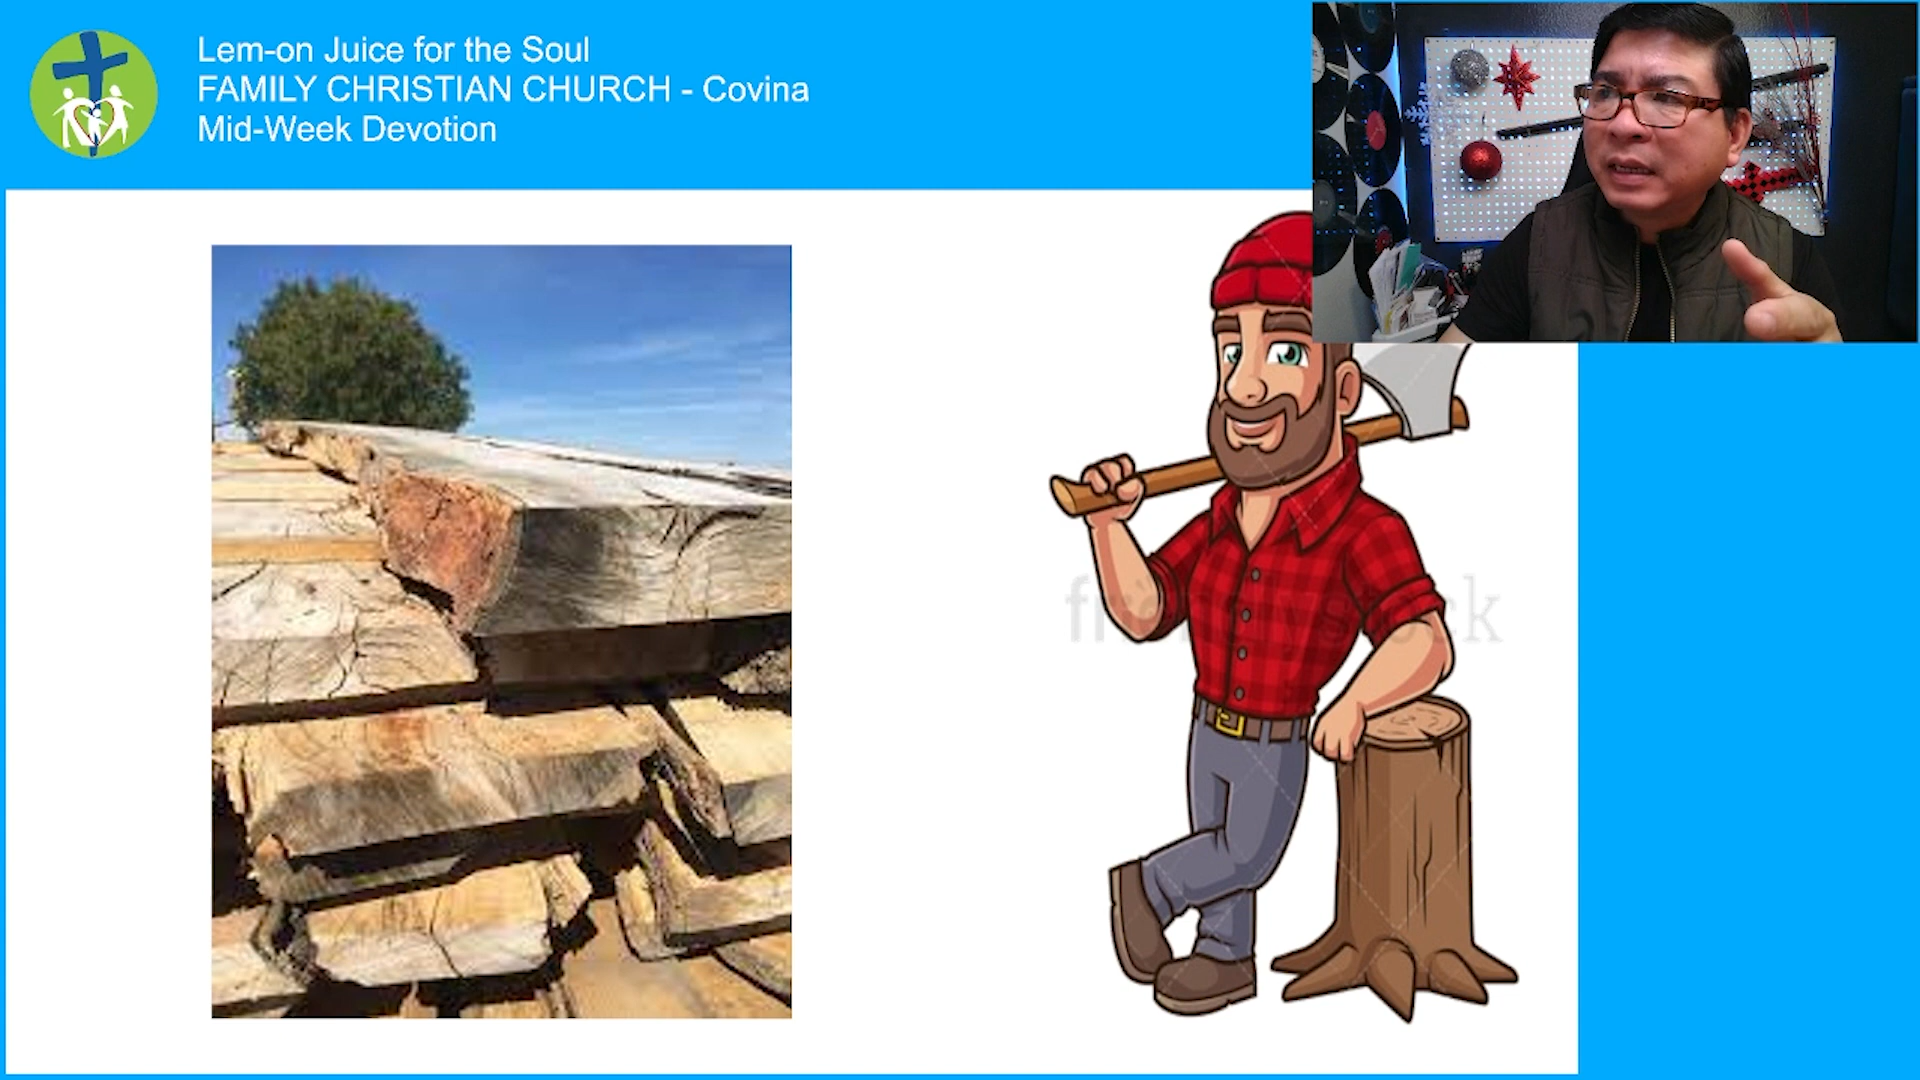 Lem-on Juice for the Soul
FAMILY CHRISTIAN CHURCH - Covina
Mid-Week Devotion